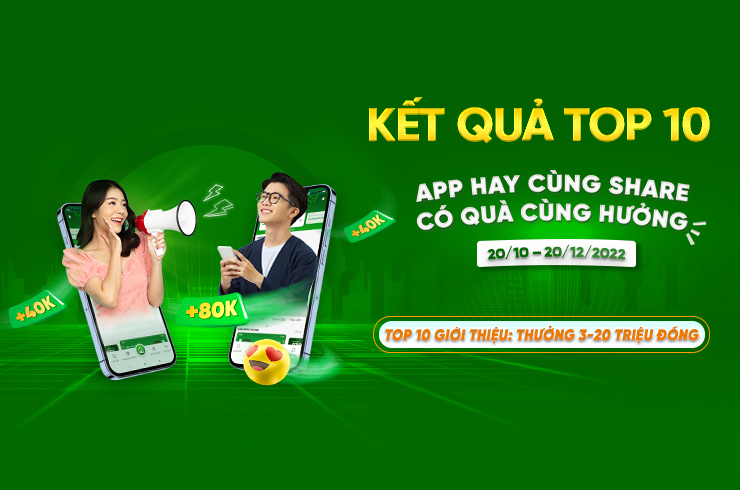 KẾT QUẢ TOP 10
APP HAY CÙNG SHARE
CÓ QUÀ CÙNG HƯỞNG
20/10 – 20/12/2022
TOP 10 GIỚI THIỆU: THƯỞNG 3-20 TRIỆU ĐỒNG
+40K
+80K
+40K